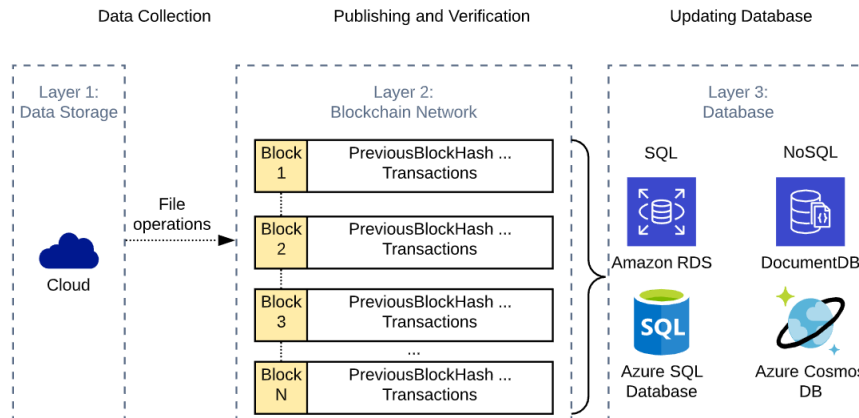 Data Collection
Publishing and Verification
Updating Database
Layer 1:
Data Storage
Cloud
File
operations
Layer 2:
Blockchain Network
Block
1
PreviousBlockHash ...
Transactions
Block
2
PreviousBlockHash ...
Transactions
Block
3
PreviousBlockHash ...
Transactions
...
Block
N
PreviousBlockHash ...
Transactions
Layer 3:
Database
SQL
NoSQL
{}
Amazon RDS
DocumentDB
SQL
Azure SQL
Database
Azure Cosmos
DB